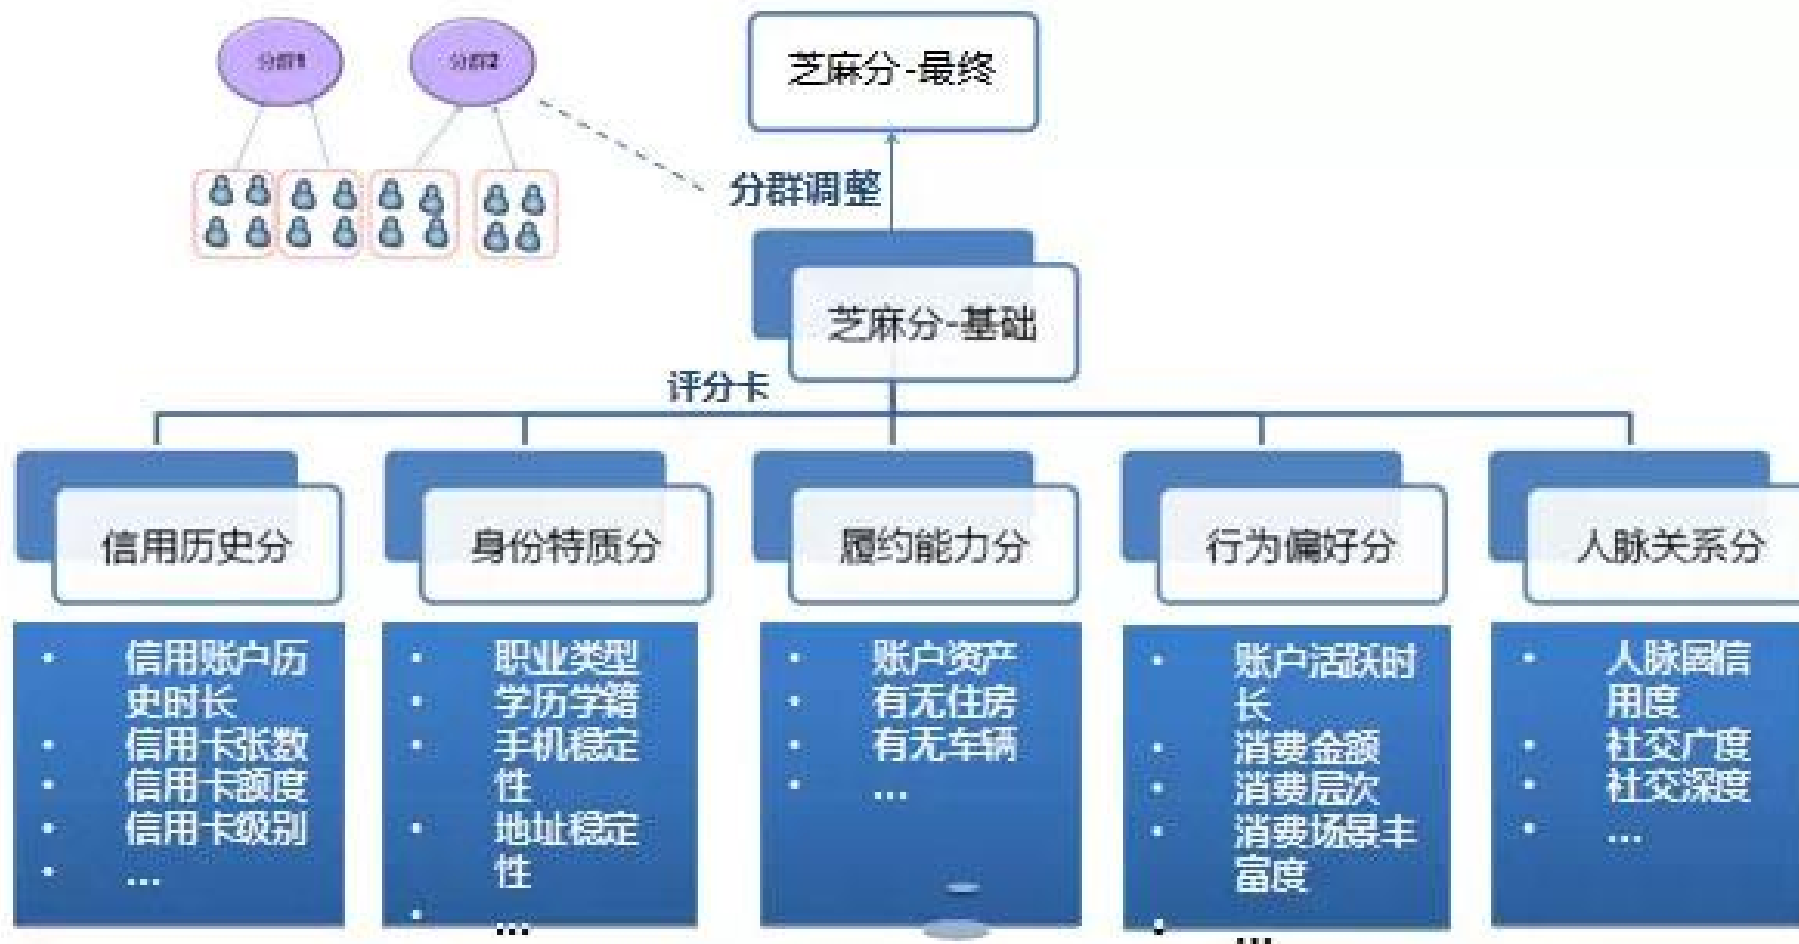 分群1
分群2
芝麻分-最终
分群调整
芝麻分-基础
评分卡
信用历史分
身份特质分
履约能力分
行为偏好分
人脉关系分
• 信用账户历
史时长
• 信用卡张数
• 信用卡额度
• 信用卡级别
• ...
• 职业类型
• 学历学籍
• 手机稳定
性
• 地址稳定
性
• ...
• 账户资产
• 有无住房
• 有无车辆
• ...
• 账户活跃时
长
• 消费金额
• 消费层次
• 消费场景丰
富度
• ...
• 人脉圈信
用度
• 社交广度
• 社交深度
• ...